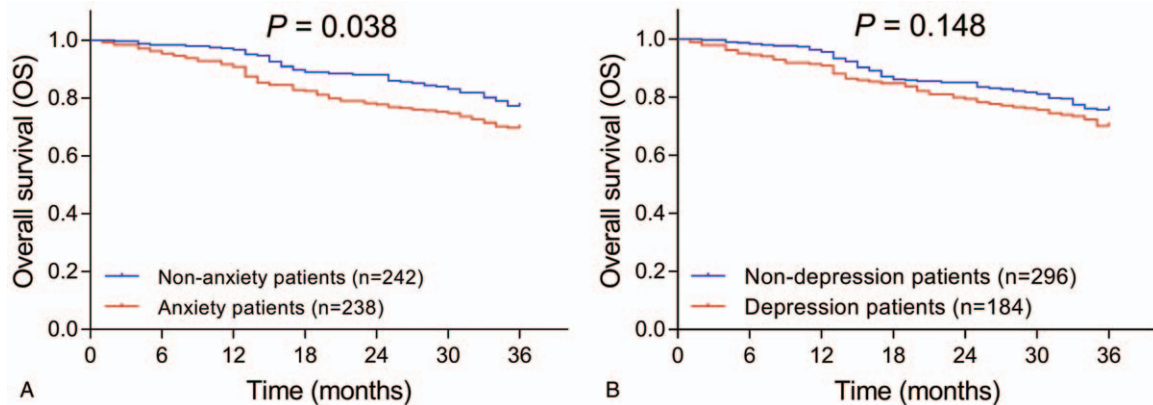 P = 0.038
Overall survival (OS)
1.0
0.8
0.6
0.4
0.2
0.0
Non-anxiety patients (n=242)
Anxiety patients (n=238)
0 6 12 18 24 30 36
Time (months)
A
P = 0.148
Overall survival (OS)
1.0
0.8
0.6
0.4
0.2
0.0
Non-depression patients (n=296)
Depression patients (n=184)
0 6 12 18 24 30 36
Time (months)
B